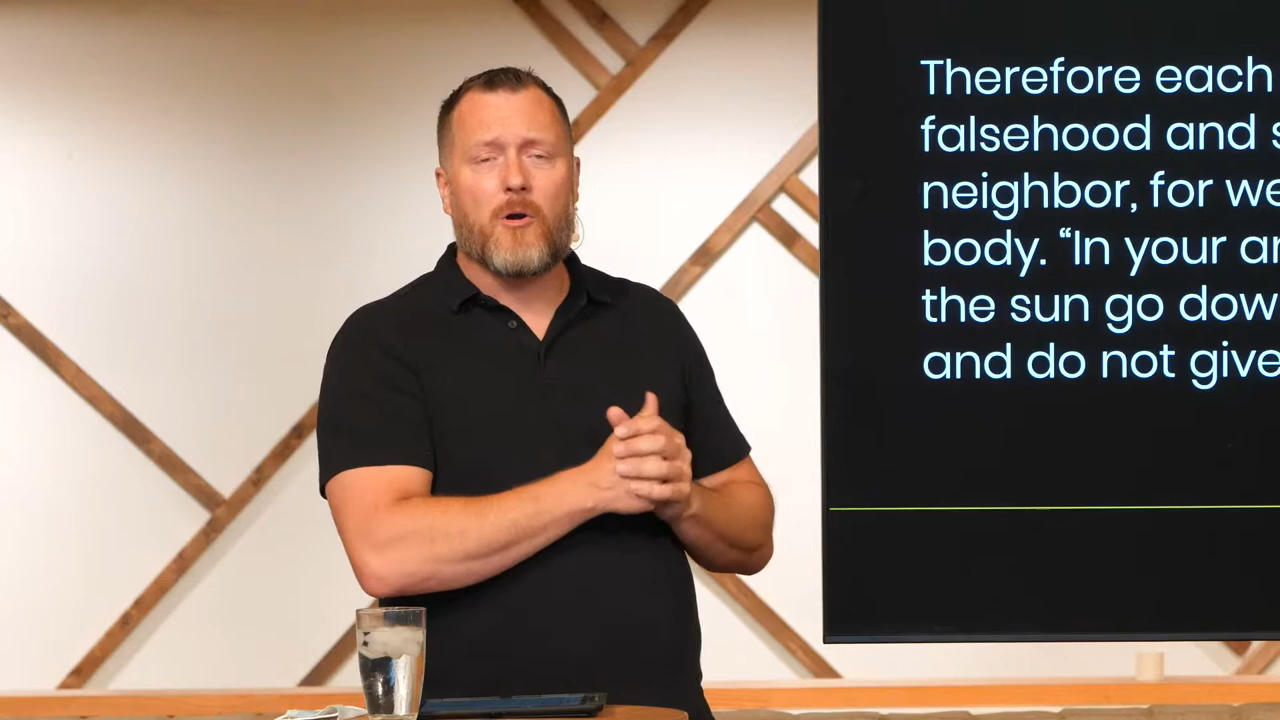 Therefore each
falsehood and
neighbor, for we
body. “In your
the sun go
and do not give